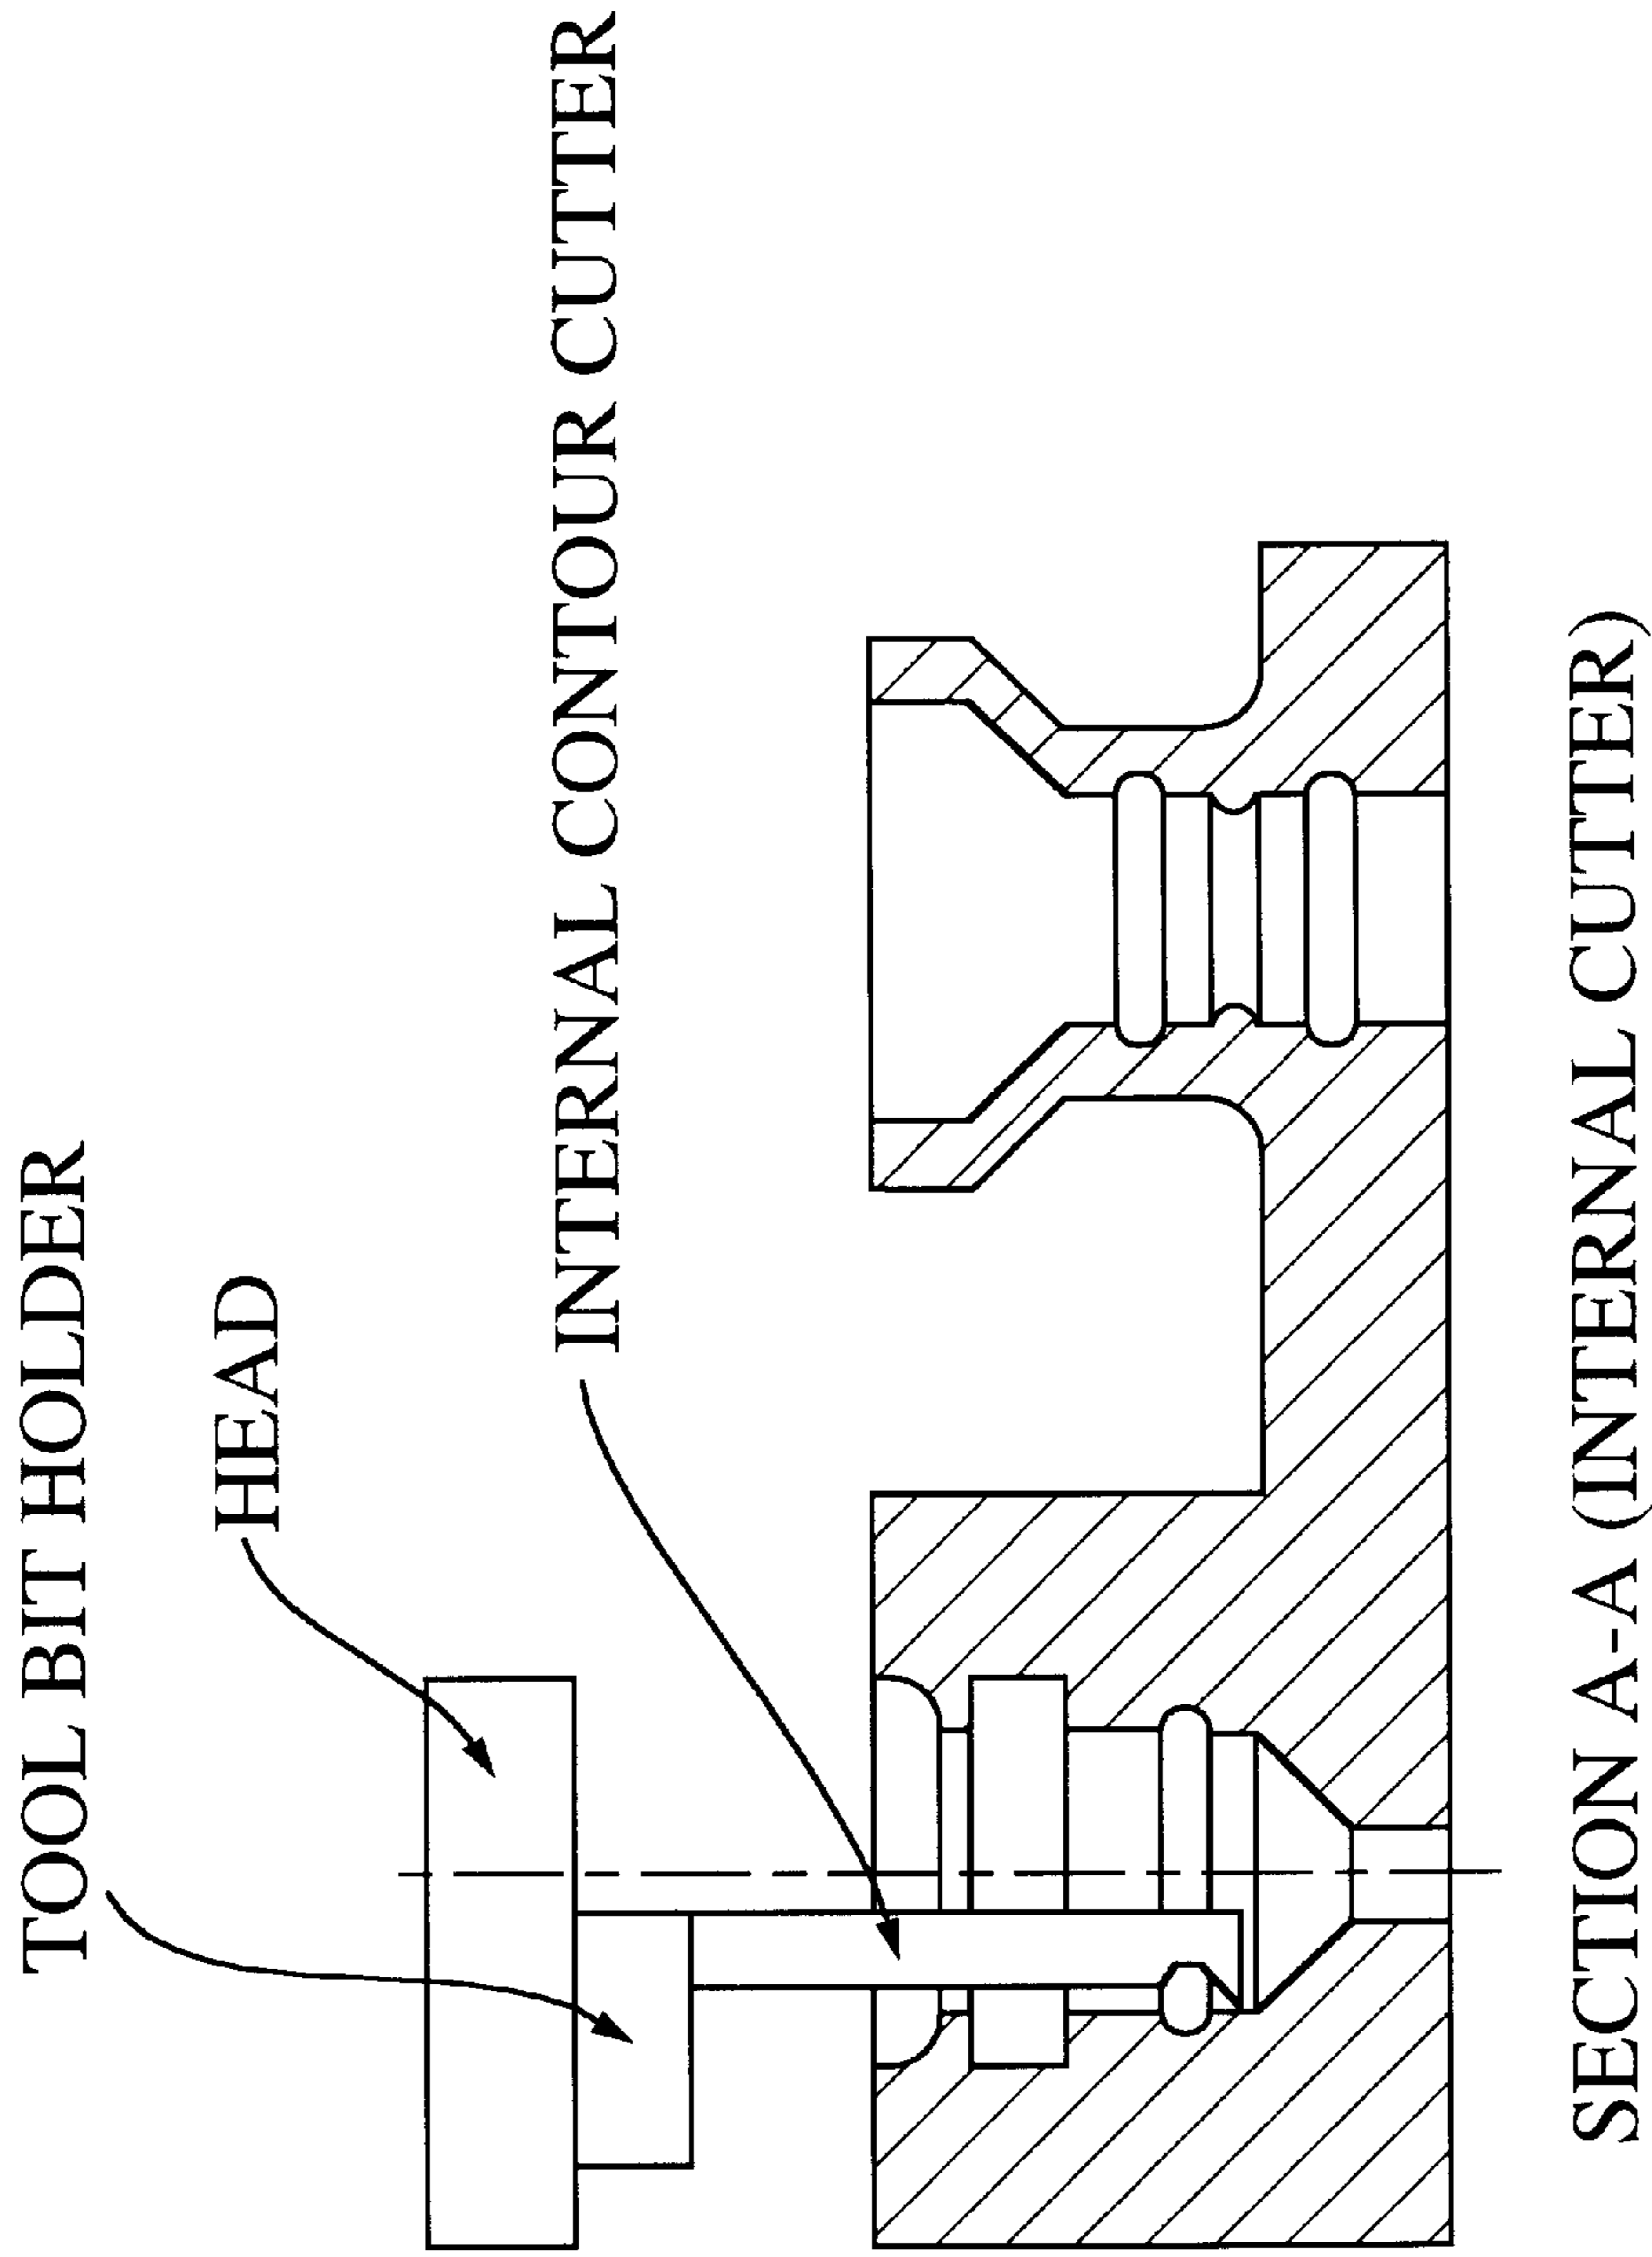 TOOL BIT HOLDER
HEAD
INTERNAL CONTOUR CUTTER
SECTION A-A (INTERNAL CUTTER)